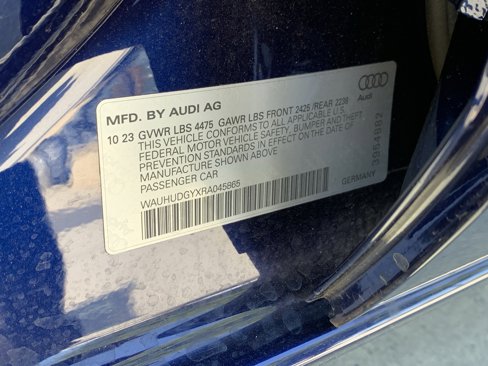 MFD. BY AUDI AG
Audi
10 23 GVWR LBS 4475 GAWR LBS FRONT 2425 /REAR 2238
THIS VEHICLE CONFORMS TO ALL APPLICABLE U.S.
FEDERAL MOTOR VEHICLE SAFETY, BUMPER AND THEFT
PREVENTION STANDARDS IN EFFECT ON THE DATE OF
MANUFACTURE SHOWN ABOVE
PASSENGER CAR
WAUHUDGYXRA045865
GERMANY